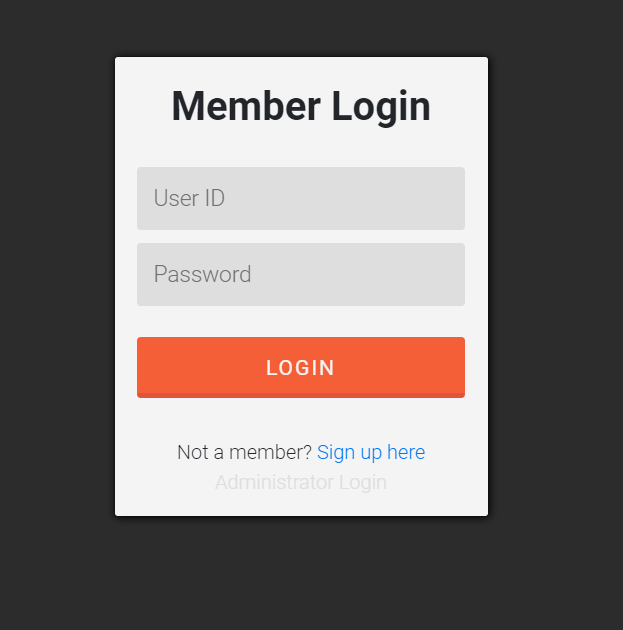 Member Login
User ID
Password
LOGIN
Not a member? Sign up here
Administrator Login